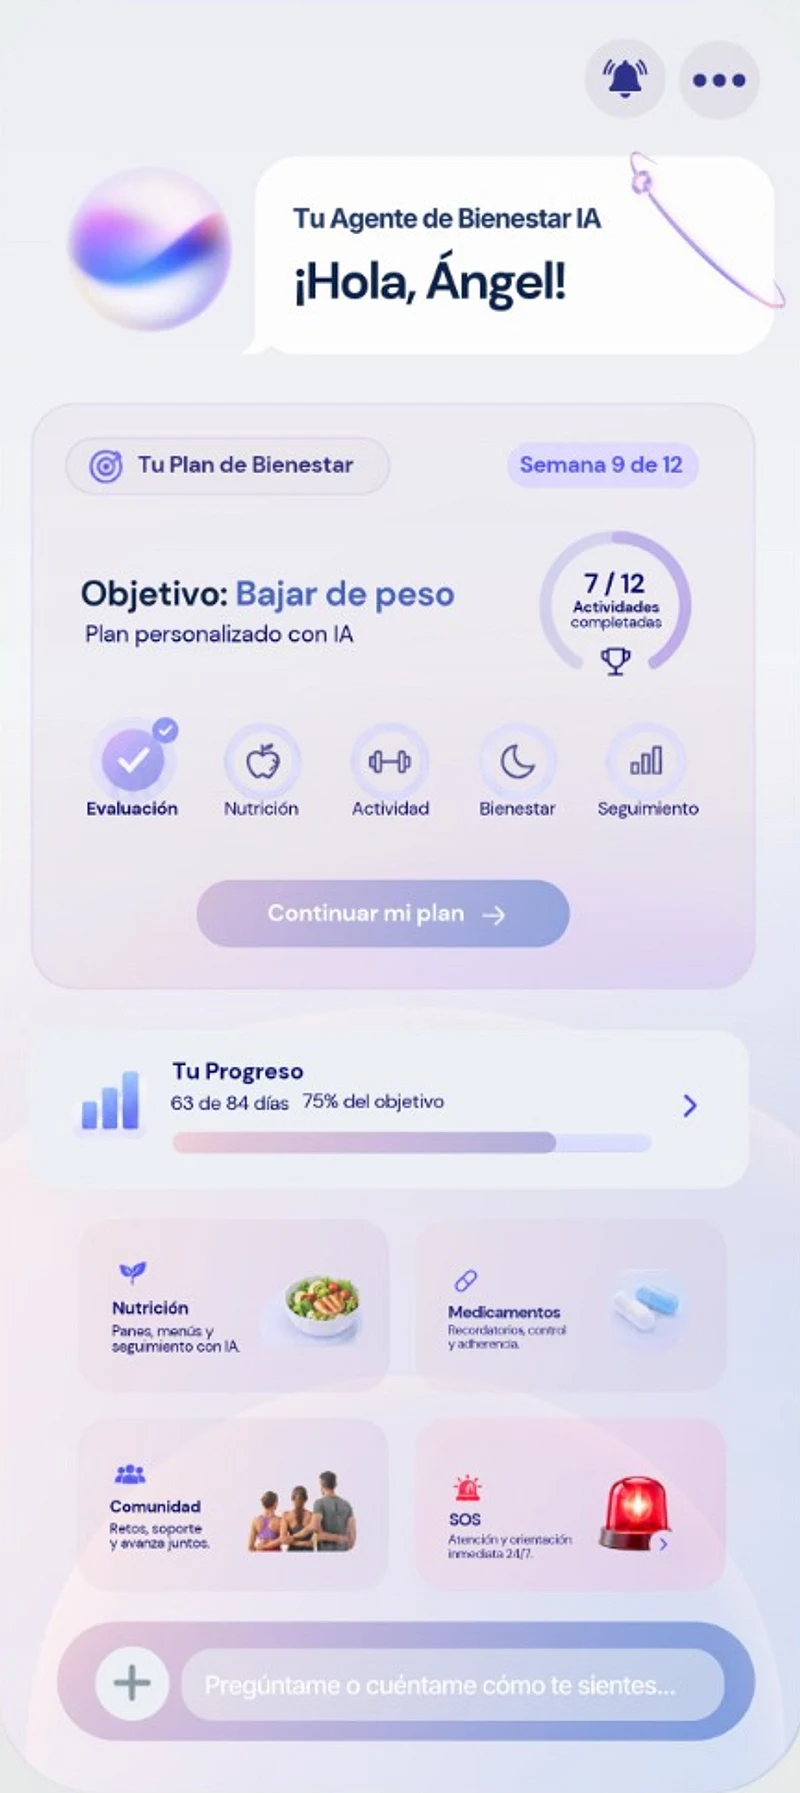 Tu Agente de Bienestar IA
¡Hola, Ángel!
Tu Plan de Bienestar
Semana 9 de 12
Objetivo: Bajar de peso
Plan personalizado con IA
7 / 12
Actividades
completadas
Evaluación
Nutrición
Actividad
Bienestar
Seguimiento
Continuar mi plan →
Tu Progreso
63 de 84 días 75% del objetivo
Nutrición
Panes, menús y
seguimiento con IA.
Medicamentos
Recordatorios, control
y adherencia.
Comunidad
Retos, soporte
y avanza juntos.
SOS
Atención y orientación
inmediata 24/7.
Pregúntame o cuéntame cómo te sientes...